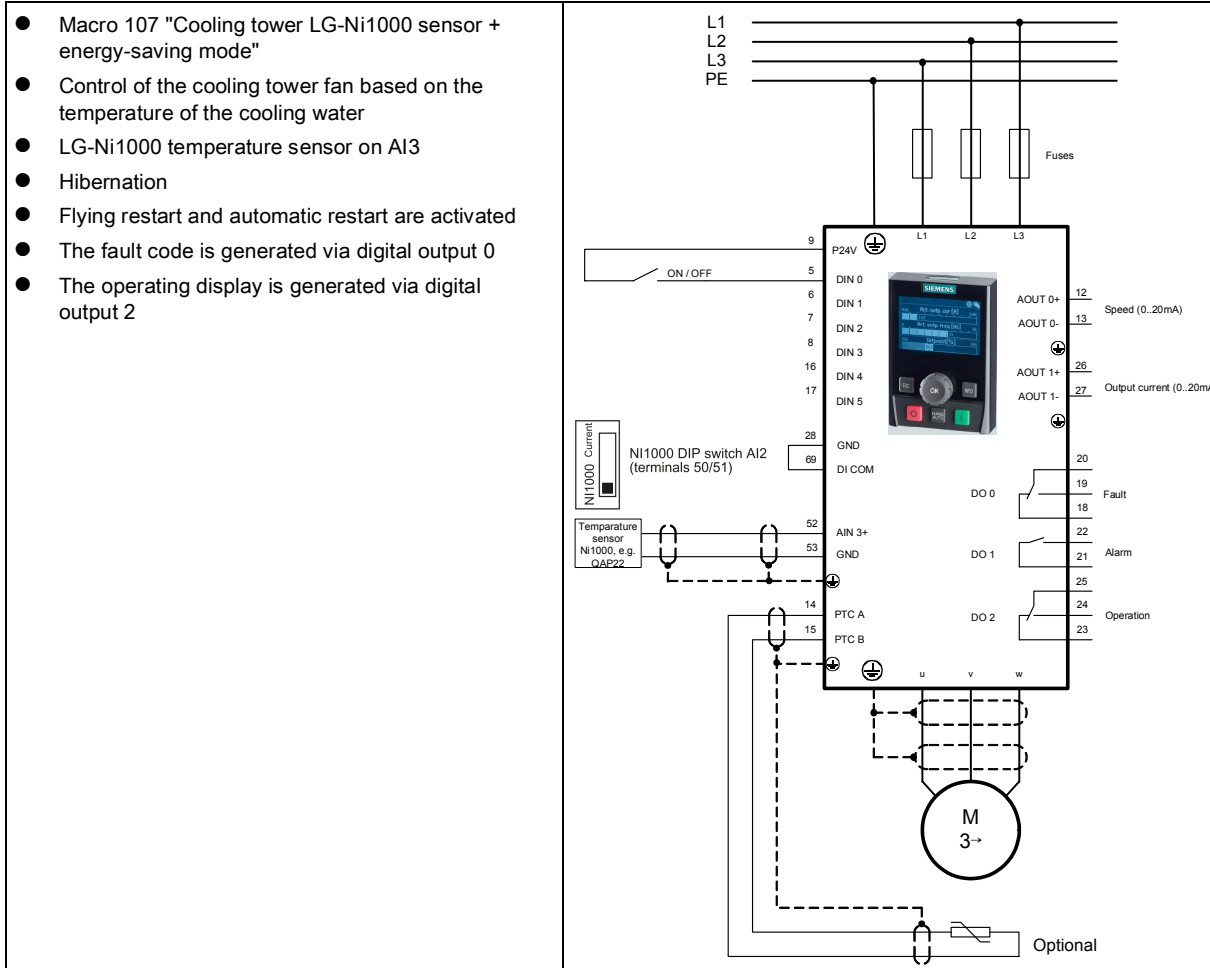 ● Macro 107 "Cooling tower LG-Ni1000 sensor +
energy-saving mode"
● Control of the cooling tower fan based on the
temperature of the cooling water
● LG-Ni1000 temperature sensor on AI3
● Hibernation
● Flying restart and automatic restart are activated
● The fault code is generated via digital output 0
● The operating display is generated via digital
output 2
L1
L2
L3
PE
Fuses
L1 L2 L3
9 P24V
ON / OFF
5 DIN 0
6 DIN 1
7 DIN 2
8 DIN 3
16 DIN 4
17 DIN 5
28 GND
69 DI COM
NI1000 Current
NI1000 DIP switch AI2
(terminals 50/51)
Temparature
sensor
Ni1000, e.g.
QAP22
52 AIN 3+
53 GND
14 PTC A
15 PTC B
SIEMENS
Setpoint[%]
ESC
OK
INFO
HAND
AUTO
AOUT 0+ 12
Speed (0..20mA)
AOUT 0- 13
AOUT 1+ 26
Output current (0..20mA
AOUT 1- 27
20
DO 0 19 Fault
18
22
DO 1 21 Alarm
25
DO 2 24 Operation
23
u v w
M
3→
Optional